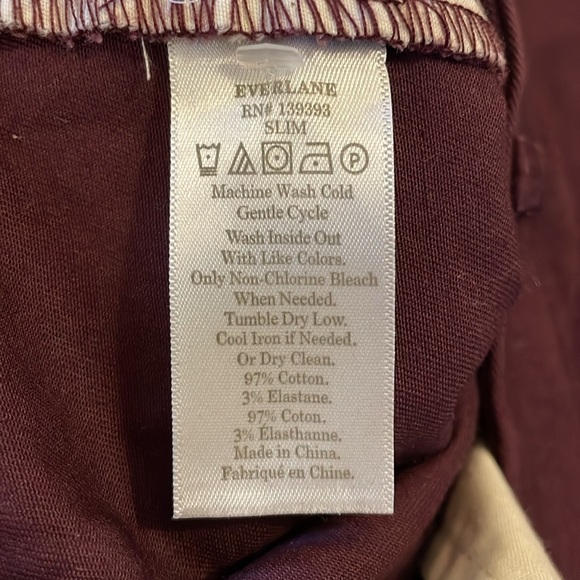 EVERLANE
RN# 139393
SLIM
P
Machine Wash Cold
Gentle Cycle
Wash Inside Out
With Like Colors.
Only Non-Chlorine Bleach
When Needed.
Tumble Dry Low.
Cool Iron if Needed.
Or Dry Clean.
97% Cotton.
3% Elastane.
97% Coton.
3% Élasthanne.
Made in China.
Fabriqué en Chine.